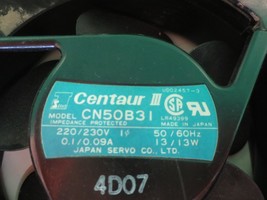 Centaur III
MODEL CN50B31
IMPEDANCE PROTECTED
LR49399
220/230V 1Φ 50/60Hz
0.1/0.09A 13/13W
JAPAN SERVO CO., LTD.
MADE IN JAPAN
4D07